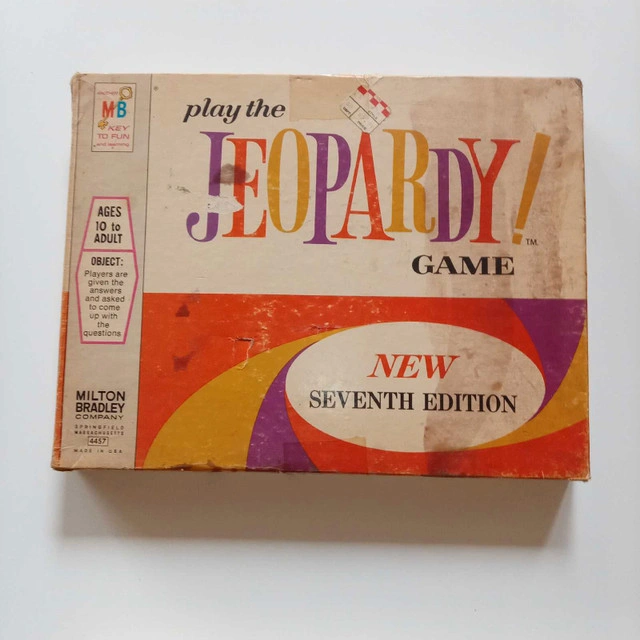 MB
KEY
TO FUN
and learning
AGES
10 to
ADULT
OBJECT:
Players are
given the
answers
and asked
to come
up with
the
questions
MILTON
BRADLEY
COMPANY
SPRINGFIELD
MASSACHUSETTS
4457
MADE IN U.S.A.
play the
JEOPARDY!
TM
GAME
NEW
SEVENTH EDITION